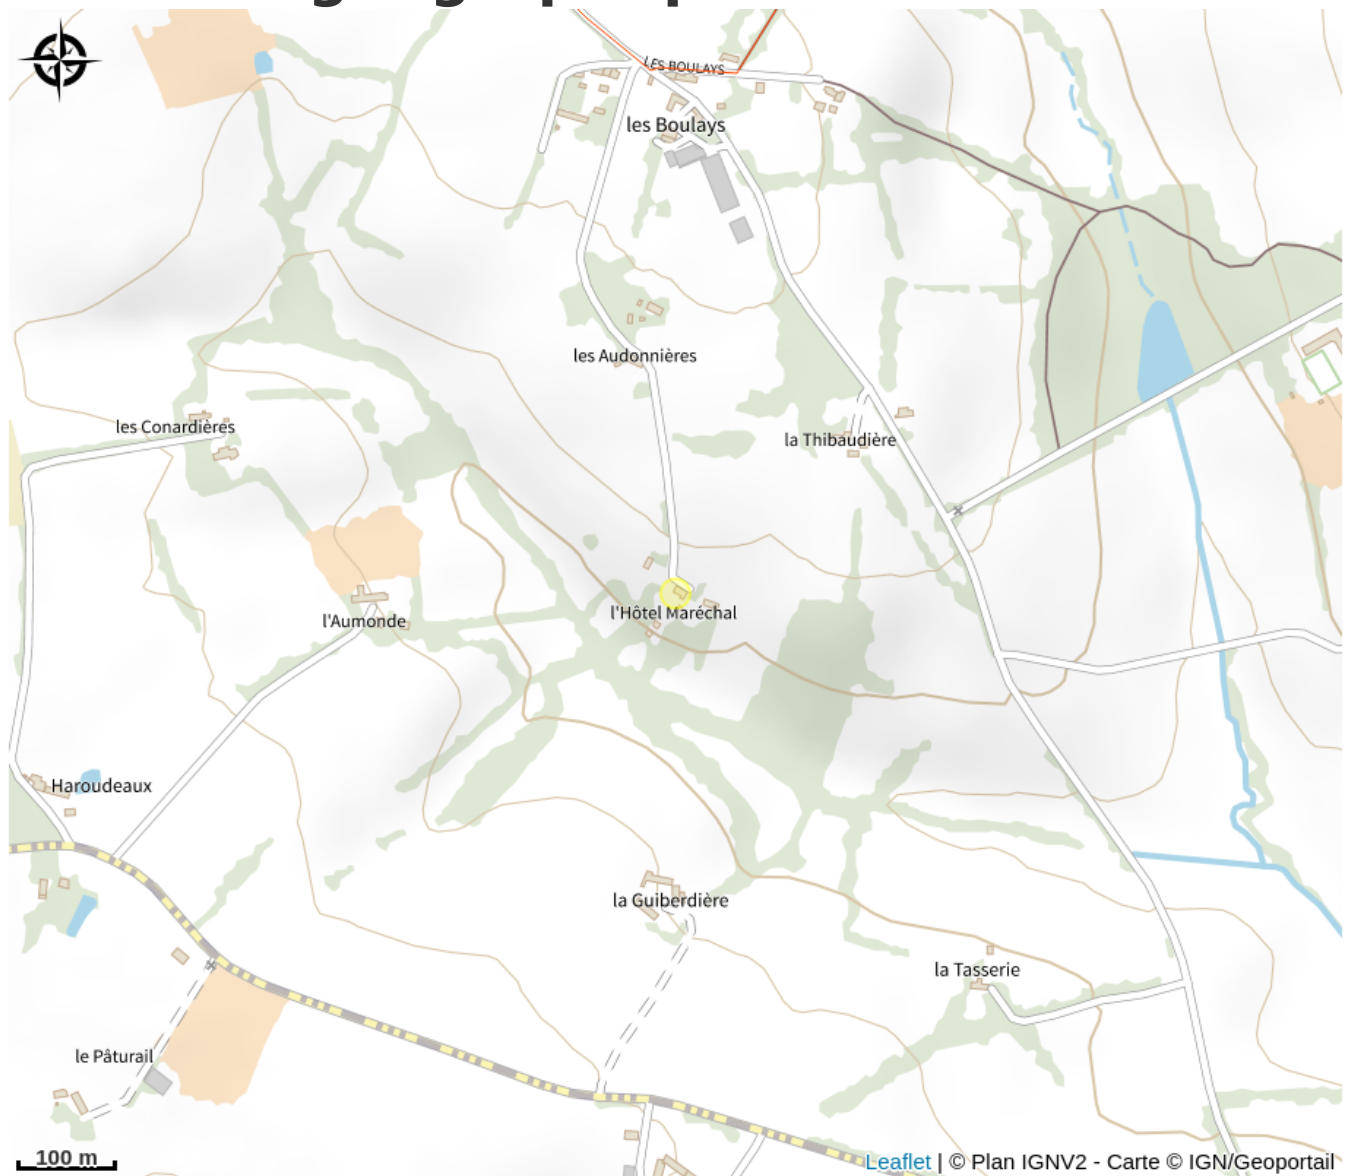 LES BOULAYS
les Boulays
les Audonnières
les Conardières
la Thibaudière
l'Hôtel Maréchal
l'Aumonde
Haroudeaux
la Guiberdière
la Tasserie
le Pâturail
100 m
Leaflet | © Plan IGNV2 - Carte © IGN/Geoportail